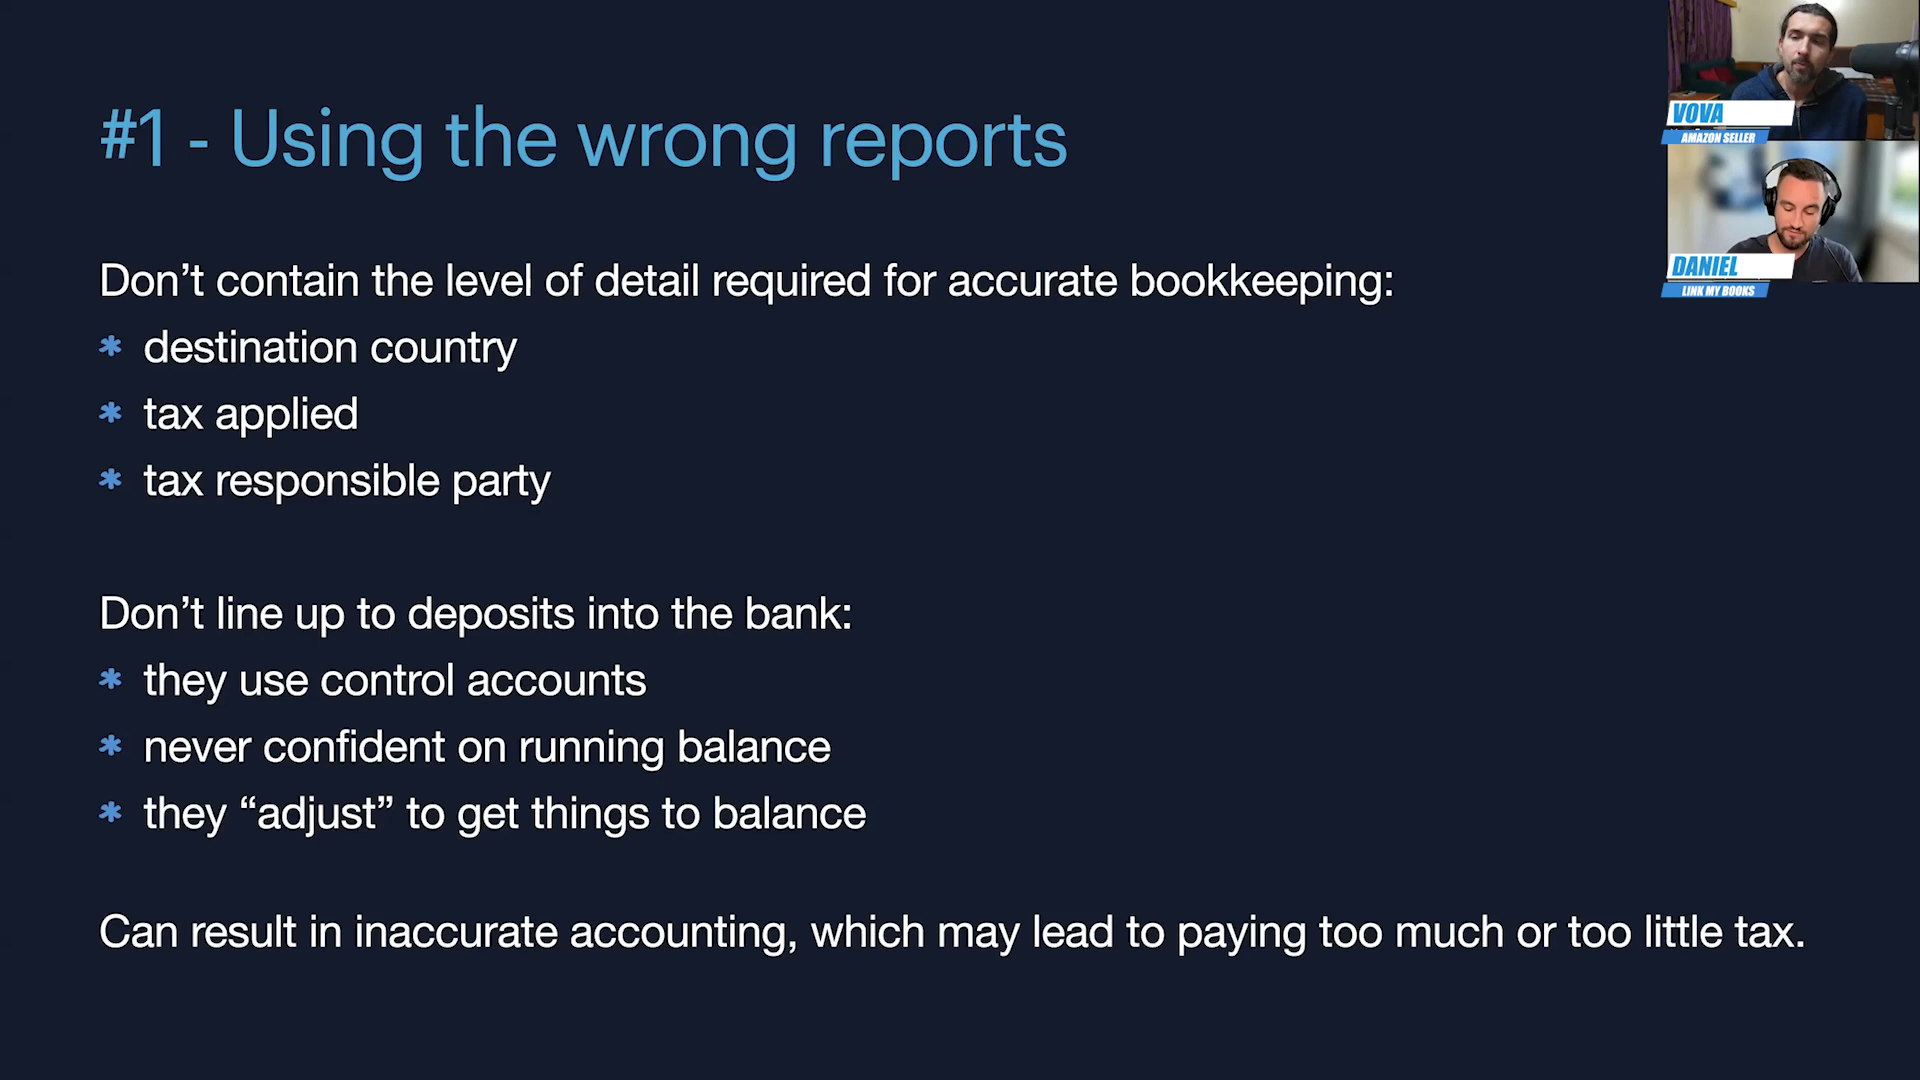 #1 - Using the wrong reports
Don’t contain the level of detail required for accurate bookkeeping:
* destination country
* tax applied
* tax responsible party
Don’t line up to deposits into the bank:
* they use control accounts
* never confident on running balance
* they “adjust” to get things to balance
Can result in inaccurate accounting, which may lead to paying too much or too little tax.
VOVA
AMAZON SELLER
DANIEL
LINK MY BOOKS